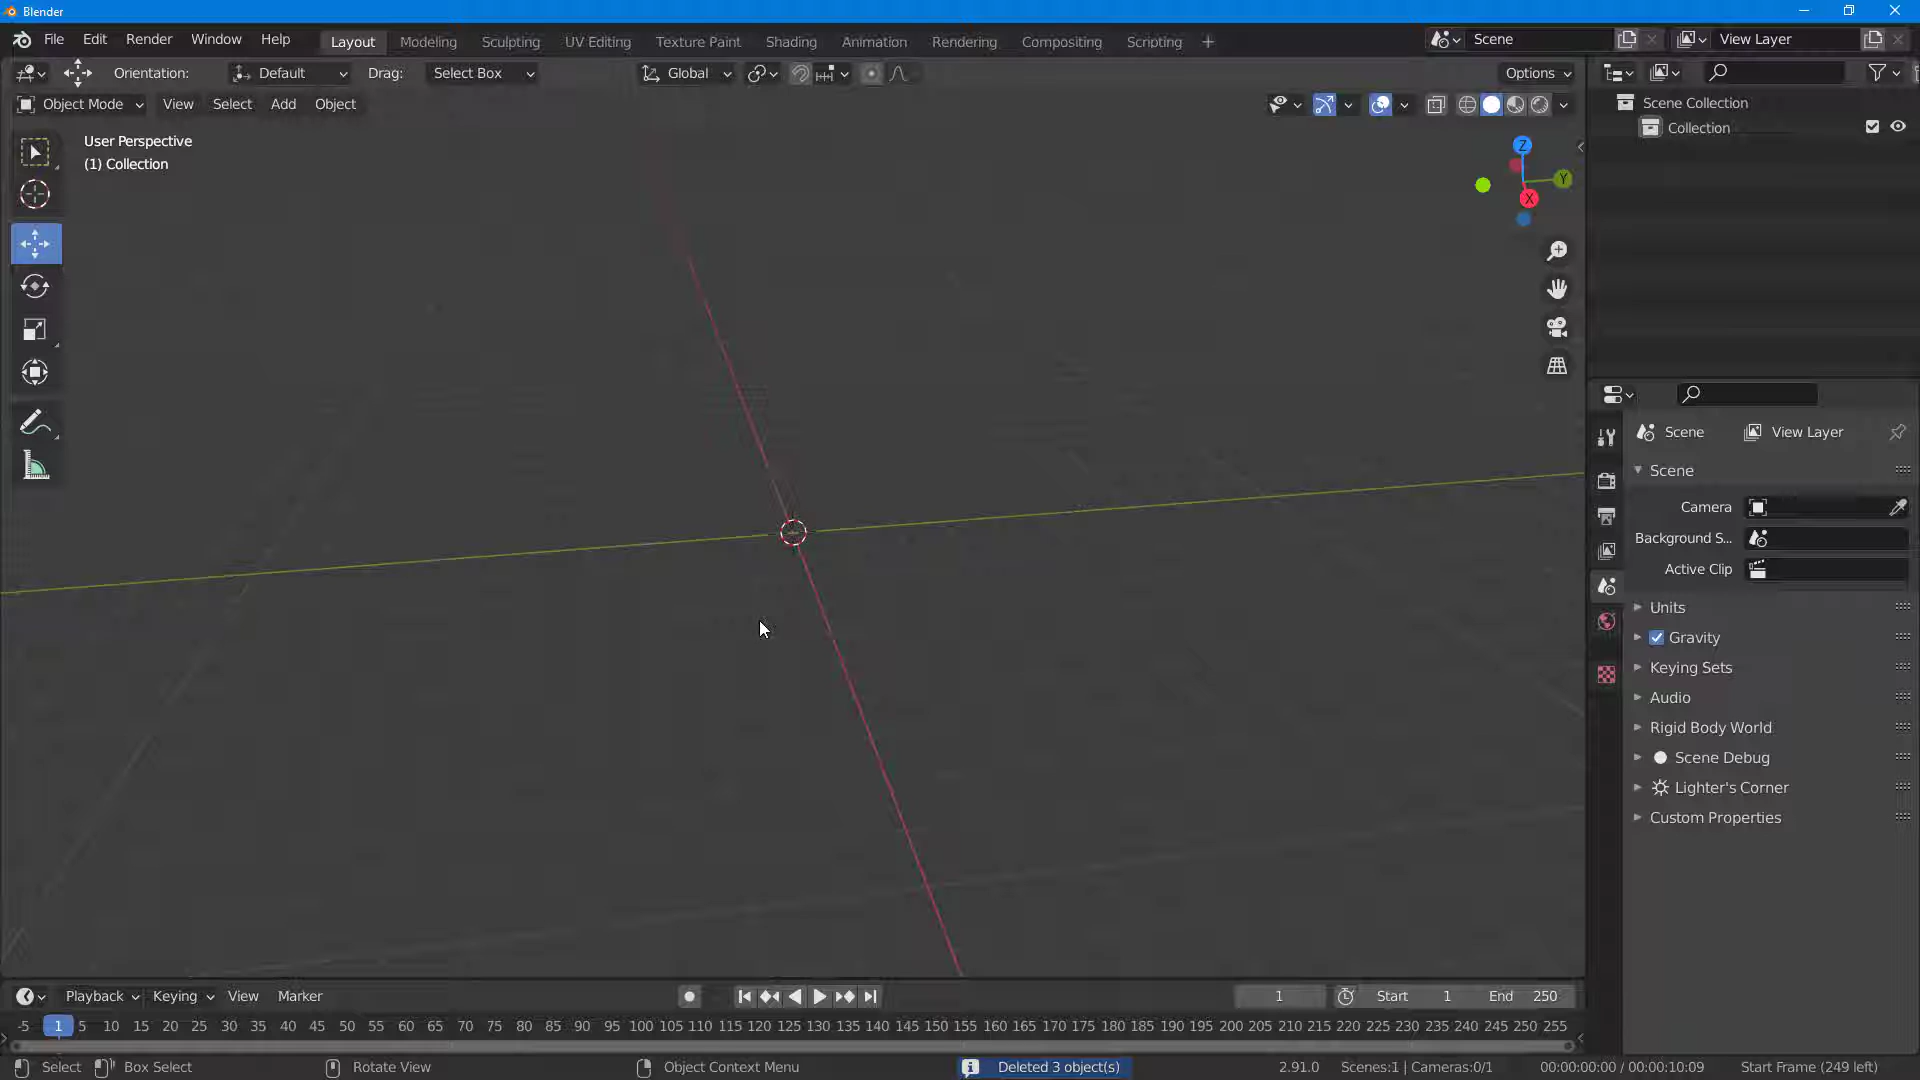 Blender
File Edit Render Window Help Layout Modeling Sculpting UV Editing Texture Paint Shading Animation Rendering Compositing Scripting + Scene View Layer
Orientation: Default Drag: Select Box Global Options
Object Mode View Select Add Object
User Perspective
(1) Collection
Z
Y
X
Scene Collection
Collection
Scene View Layer
Scene
Camera
Background S...
Active Clip
Units
Gravity
Keying Sets
Audio
Rigid Body World
Scene Debug
Lighter's Corner
Custom Properties
Playback Keying View Marker 1 Start 1 End 250
-5 1 5 10 15 20 25 30 35 40 45 50 55 60 65 70 75 80 85 90 95 100 105 110 115 120 125 130 135 140 145 150 155 160 165 170 175 180 185 190 195 200 205 210 215 220 225 230 235 240 245 250 255
Select Box Select Rotate View Object Context Menu Deleted 3 object(s) 2.91.0 Scenes:1 | Cameras:0/1 00:00:00:00 / 00:00:10:09 Start Frame (249 left)